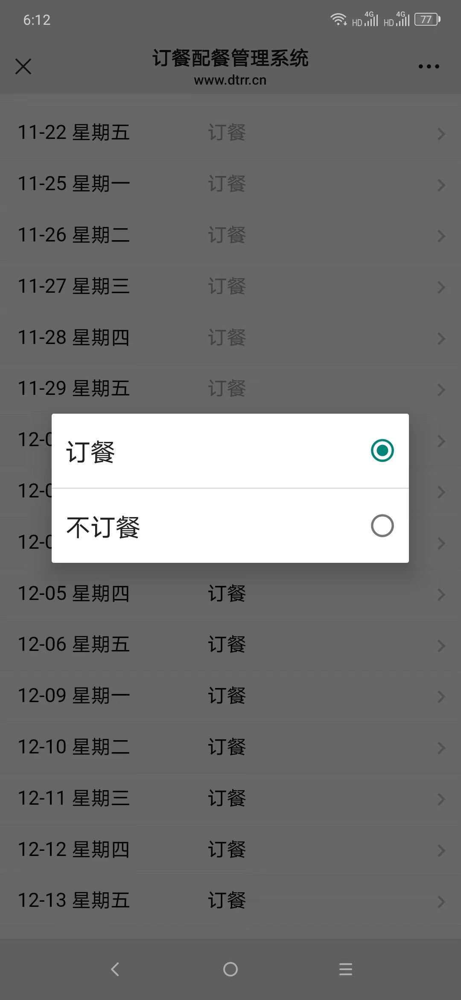 6:12
HD 4G HD 4G 77
订餐配餐管理系统
www.dtrr.cn
11-22 星期五 订餐
11-25 星期一 订餐
11-26 星期二 订餐
11-27 星期三 订餐
11-28 星期四 订餐
11-29 星期五 订餐
12-0
订餐
12-0
不订餐
12-0
12-05 星期四 订餐
12-06 星期五 订餐
12-09 星期一 订餐
12-10 星期二 订餐
12-11 星期三 订餐
12-12 星期四 订餐
12-13 星期五 订餐